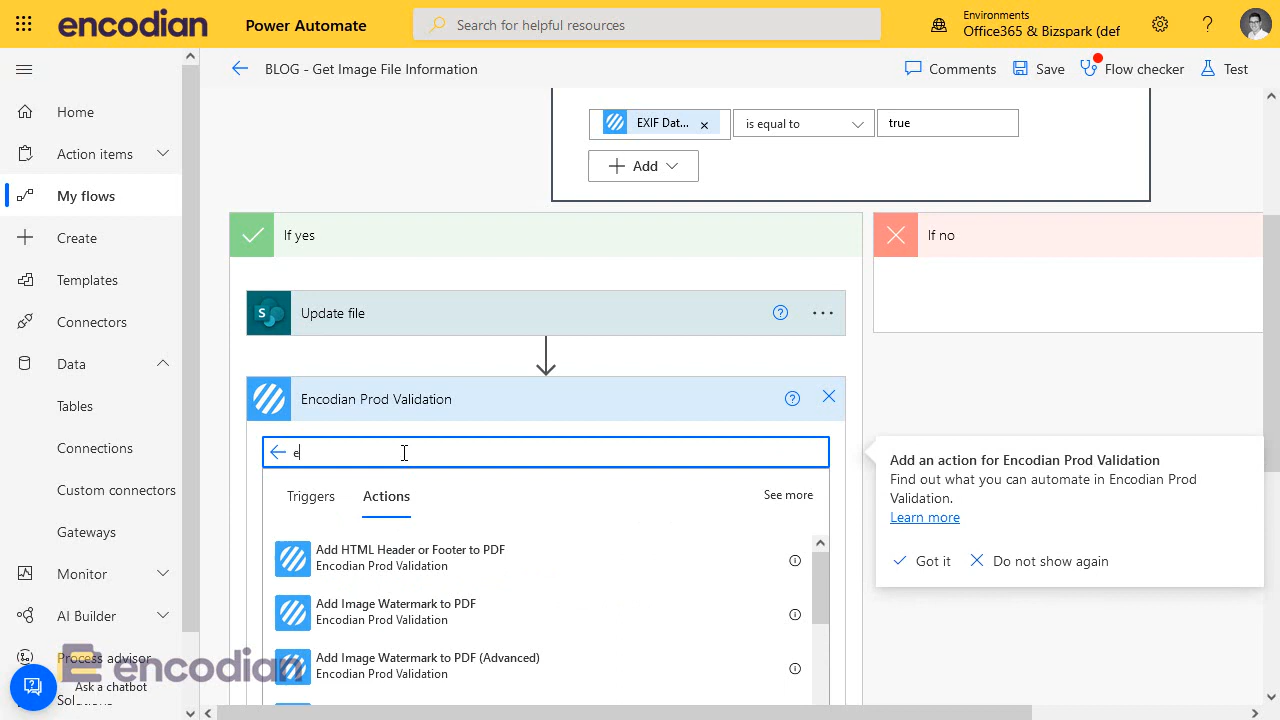 encodian
Power Automate
Search for helpful resources
Environments
Office365 & Bizspark (def
BLOG - Get Image File Information
Comments
Save
Flow checker
Test
Home
Action items
My flows
Create
Templates
Connectors
Data
Tables
Connections
Custom connectors
Gateways
Monitor
AI Builder
Process advisor
Ask a chatbot
Solutions
encodian
EXIF Dat...
is equal to
true
Add
If yes
If no
S
Update file
Encodian Prod Validation
e
Triggers
Actions
See more
Add HTML Header or Footer to PDF
Encodian Prod Validation
Add Image Watermark to PDF
Encodian Prod Validation
Add Image Watermark to PDF (Advanced)
Encodian Prod Validation
Add an action for Encodian Prod Validation
Find out what you can automate in Encodian Prod
Validation.
Learn more
Got it
Do not show again